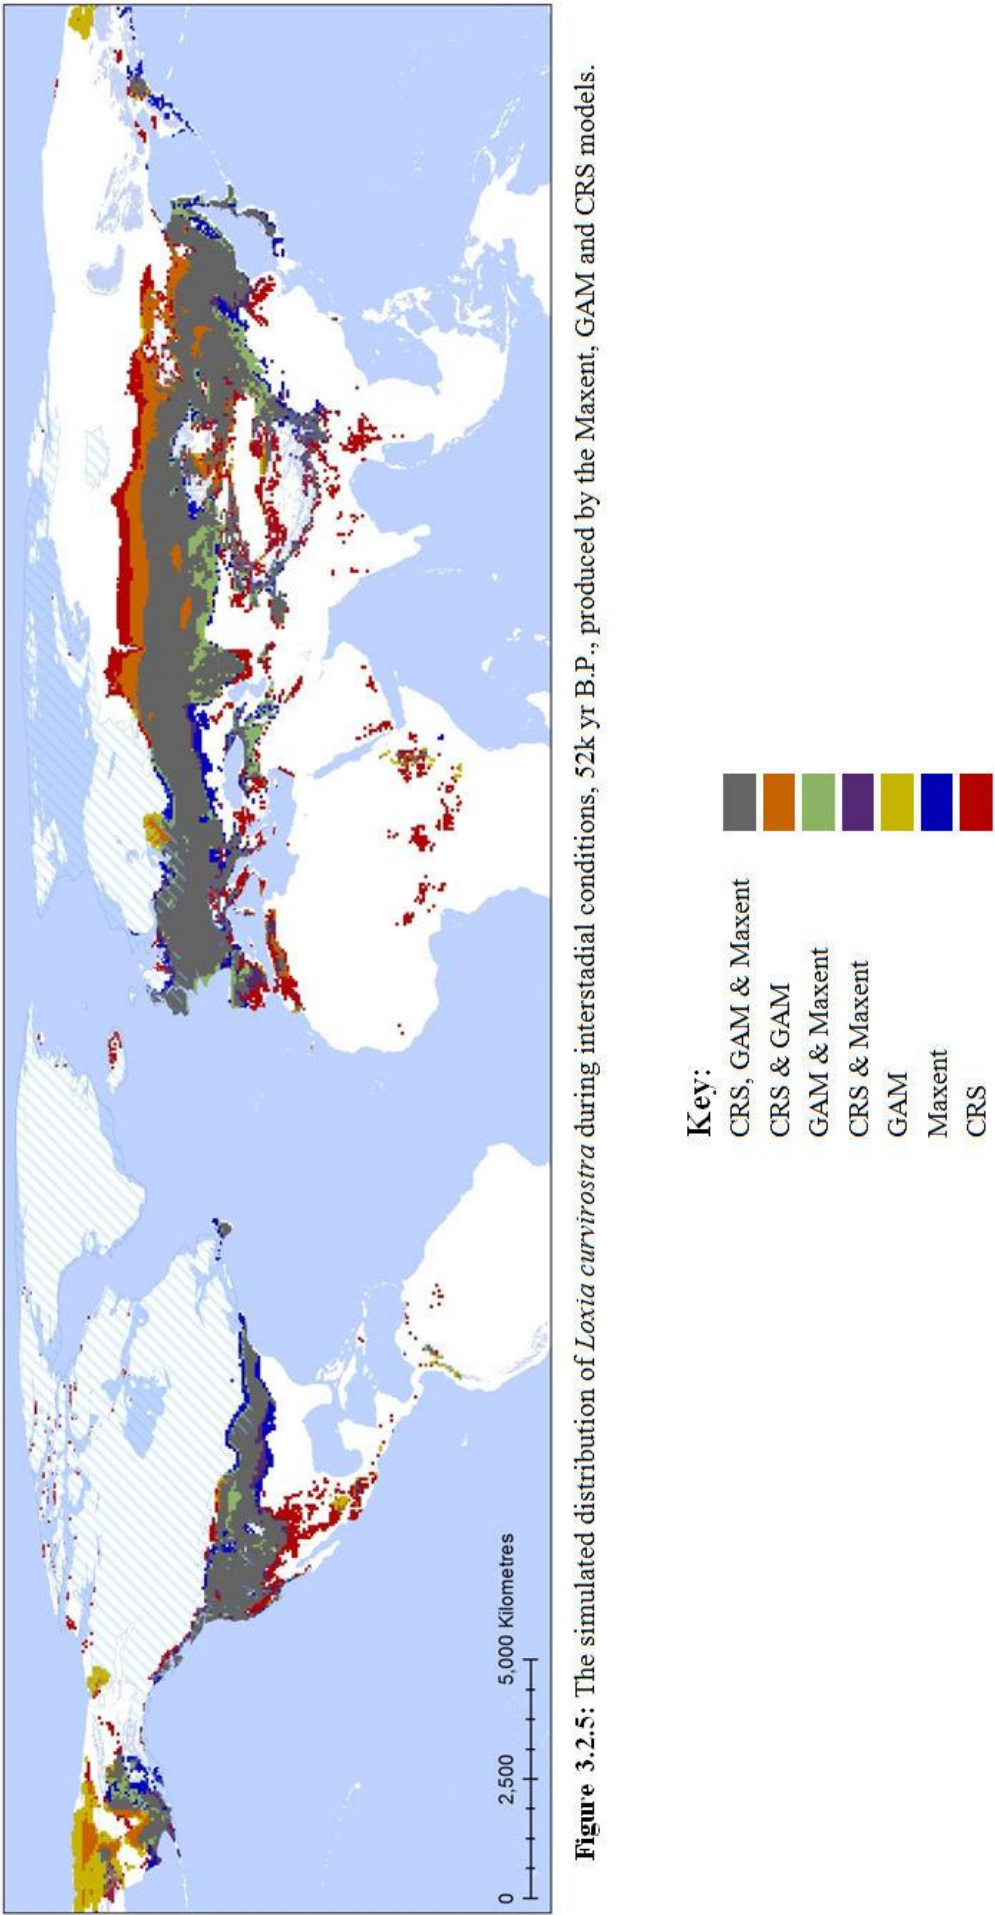 0 2,500 5,000 Kilometres
Figure 3.2.5: The simulated distribution of Loxia curvirostra during interstadial conditions, 52k yr B.P., produced by the Maxent, GAM and CRS models.
Key:
CRS, GAM & Maxent
CRS & GAM
GAM & Maxent
CRS & Maxent
GAM
Maxent
CRS